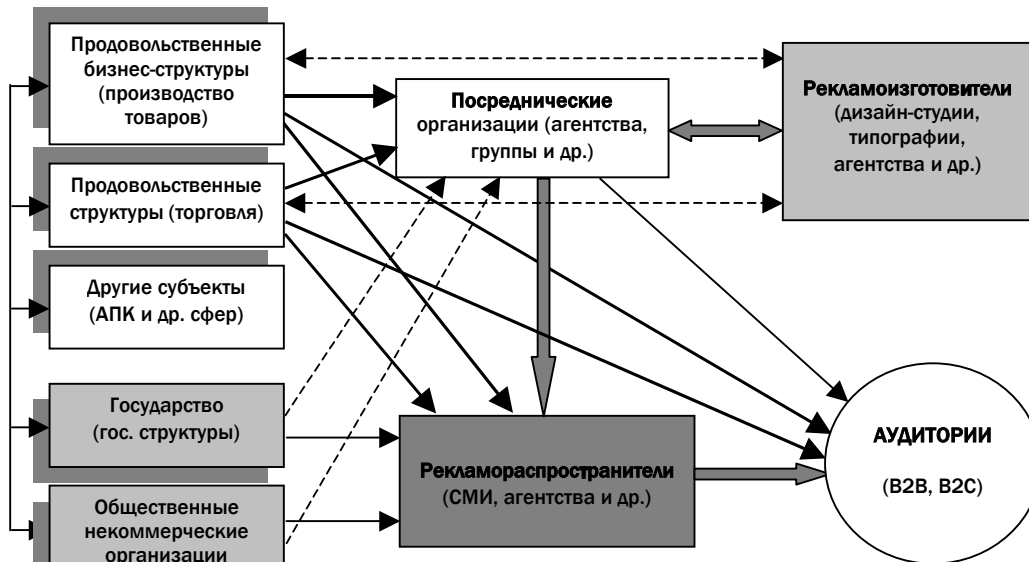 Продовольственные
бизнес-структуры
(производство
товаров)
Посреднические
организации (агентства,
группы и др.)
Рекламоизготовители
(дизайн-студии,
типографии,
агентства и др.)
Продовольственные
структуры (торговля)
Другие субъекты
(АПК и др. сфер)
Государство
(гос. структуры)
Рекламораспространители
(СМИ, агентства и др.)
АУДИТОРИИ
(B2B, B2C)
Общественные
некоммерческие
организации